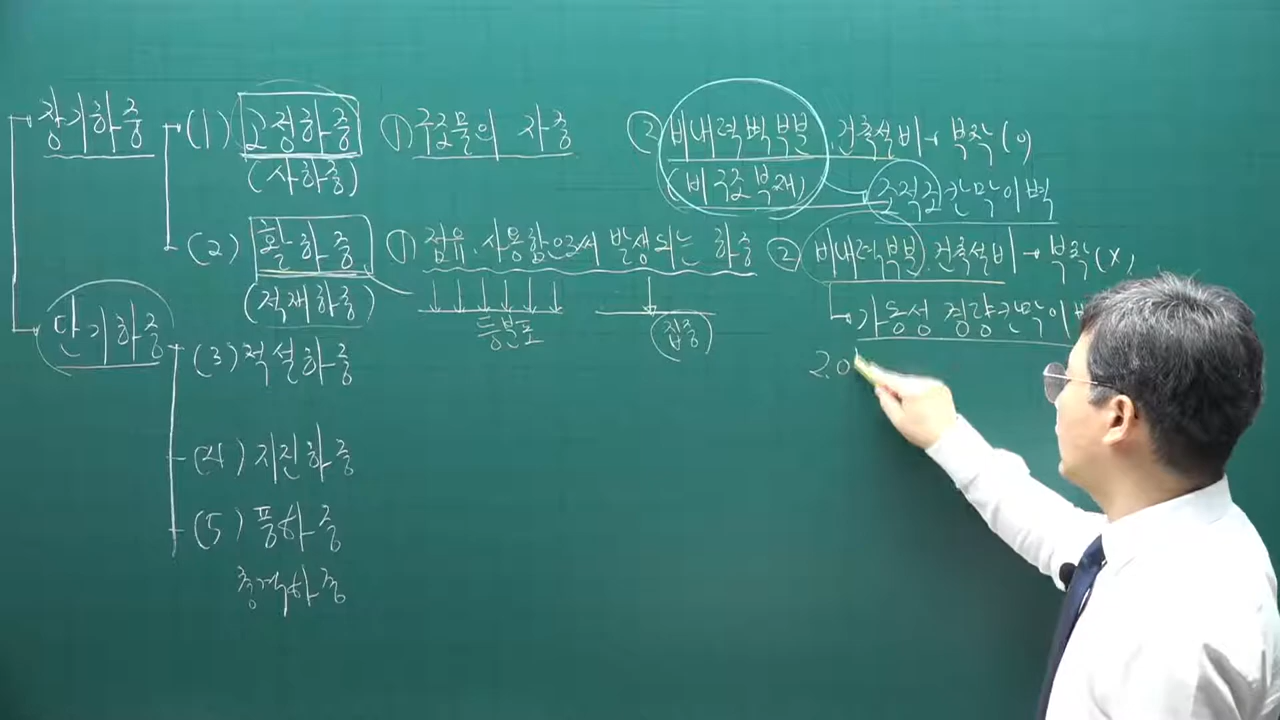 장기하중 (1) 고정하중 ① 구조물의 자중 ② 비내력벽 부분, 건축설비→부착(O)
(사하중) (비구조부재) 조적조칸막이벽
(2) 활하중 ① 점유·사용함으로써 발생되는 하중 ② 비내력부분, 건축설비→부착(X)
(적재하중) 등분포 집중 가동성 경량칸막이
단기하중 (3) 적설하중 2.0
(4) 지진하중
(5) 풍하중
충격하중